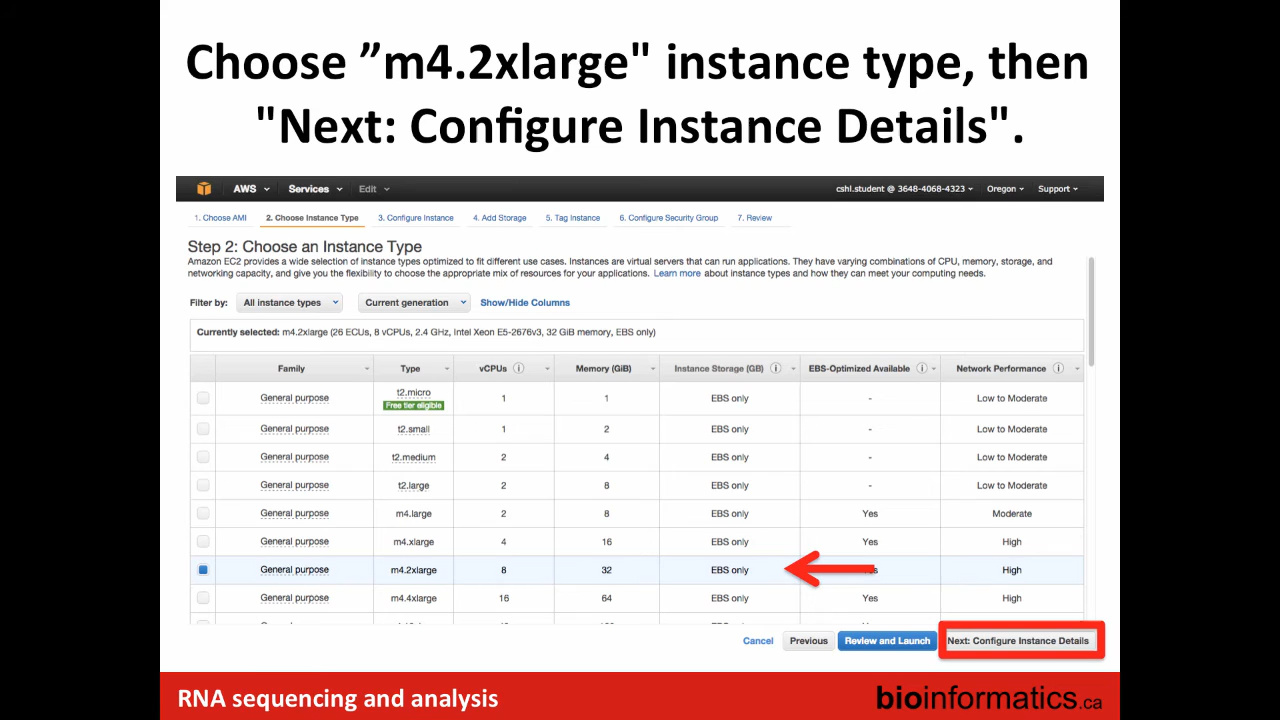 Choose ”m4.2xlarge" instance type, then
"Next: Configure Instance Details".
AWS Services Edit cshl.student @ 3648-4068-4323 Oregon Support
1. Choose AMI 2. Choose Instance Type 3. Configure Instance 4. Add Storage 5. Tag Instance 6. Configure Security Group 7. Review
Step 2: Choose an Instance Type
Amazon EC2 provides a wide selection of instance types optimized to fit different use cases. Instances are virtual servers that can run applications. They have varying combinations of CPU, memory, storage, and
networking capacity, and give you the flexibility to choose the appropriate mix of resources for your applications. Learn more about instance types and how they can meet your computing needs.
Filter by: All instance types Current generation Show/Hide Columns
Currently selected: m4.2xlarge (26 ECUs, 8 vCPUs, 2.4 GHz, Intel Xeon E5-2676v3, 32 GiB memory, EBS only)
Family Type vCPUs Memory (GiB) Instance Storage (GB) EBS-Optimized Available Network Performance
General purpose t2.micro 1 1 EBS only - Low to Moderate
Free tier eligible
General purpose t2.small 1 2 EBS only - Low to Moderate
General purpose t2.medium 2 4 EBS only - Low to Moderate
General purpose t2.large 2 8 EBS only - Low to Moderate
General purpose m4.large 2 8 EBS only Yes Moderate
General purpose m4.xlarge 4 16 EBS only Yes High
General purpose m4.2xlarge 8 32 EBS only High
General purpose m4.4xlarge 16 64 EBS only Yes High
Cancel Previous Review and Launch Next: Configure Instance Details
RNA sequencing and analysis bioinformatics.ca